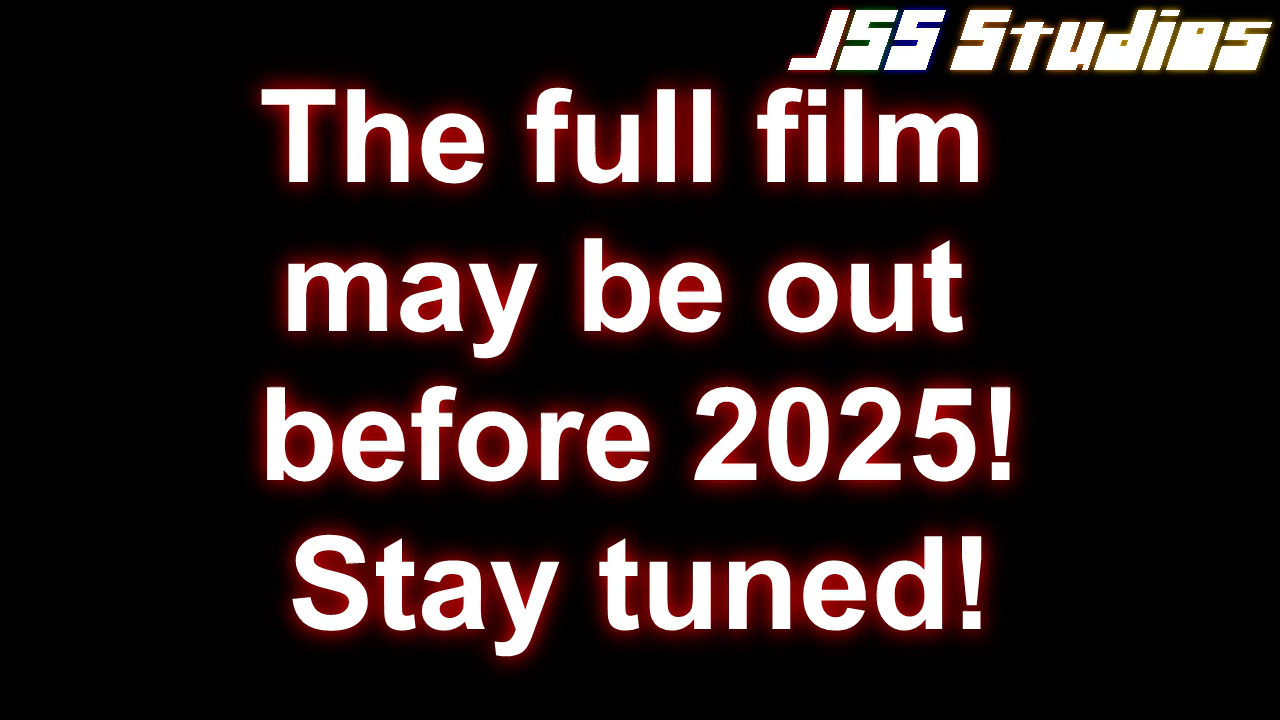 JSS Studios
The full film
may be out
before 2025!
Stay tuned!